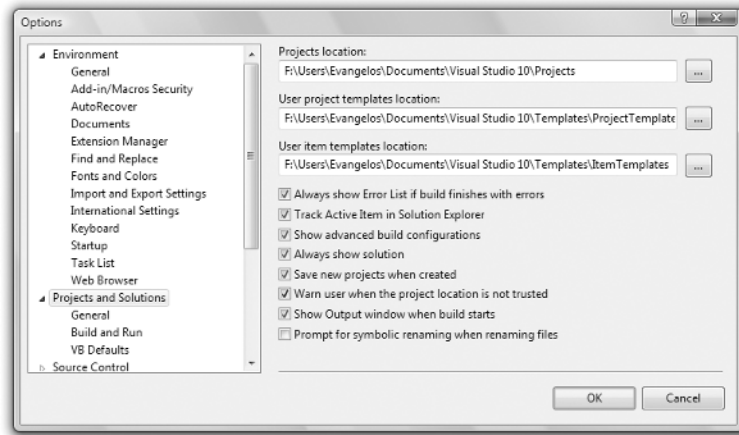 Options
Environment
General
Add-in/Macros Security
AutoRecover
Documents
Extension Manager
Find and Replace
Fonts and Colors
Import and Export Settings
International Settings
Keyboard
Startup
Task List
Web Browser
Projects and Solutions
General
Build and Run
VB Defaults
Source Control
Projects location:
F:\Users\Evangelos\Documents\Visual Studio 10\Projects
...
User project templates location:
F:\Users\Evangelos\Documents\Visual Studio 10\Templates\ProjectTemplate
...
User item templates location:
F:\Users\Evangelos\Documents\Visual Studio 10\Templates\ItemTemplates
...
Always show Error List if build finishes with errors
Track Active Item in Solution Explorer
Show advanced build configurations
Always show solution
Save new projects when created
Warn user when the project location is not trusted
Show Output window when build starts
Prompt for symbolic renaming when renaming files
OK
Cancel